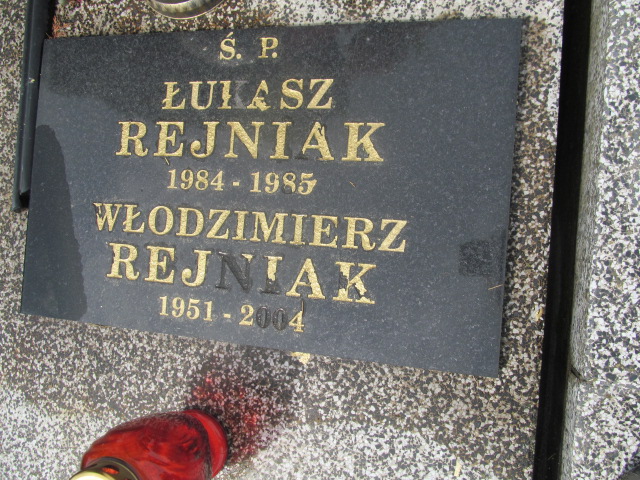 Ś. P.
ŁUKASZ
REJNIAK
1984 - 1985
WŁODZIMIERZ
REJNIAK
1951 - 2004